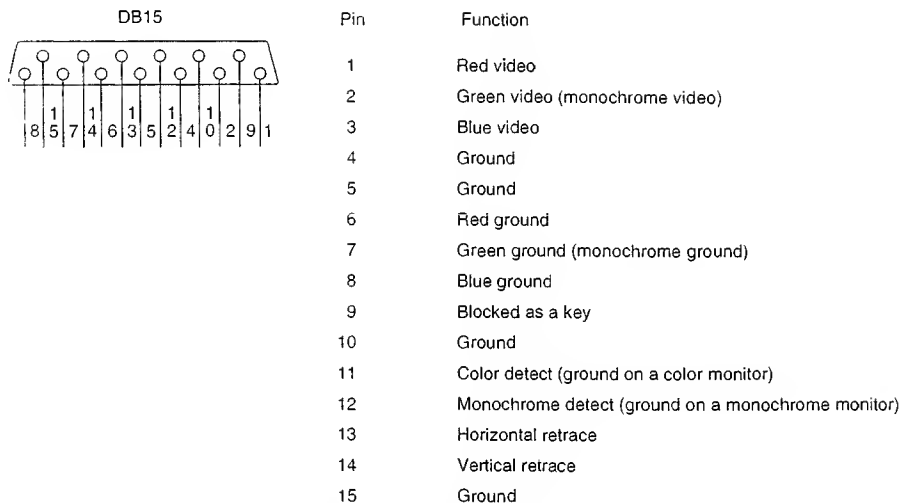 DB15
8 15 7 14 6 13 5 12 4 10 2 9 1
Pin Function
1 Red video
2 Green video (monochrome video)
3 Blue video
4 Ground
5 Ground
6 Red ground
7 Green ground (monochrome ground)
8 Blue ground
9 Blocked as a key
10 Ground
11 Color detect (ground on a color monitor)
12 Monochrome detect (ground on a monochrome monitor)
13 Horizontal retrace
14 Vertical retrace
15 Ground